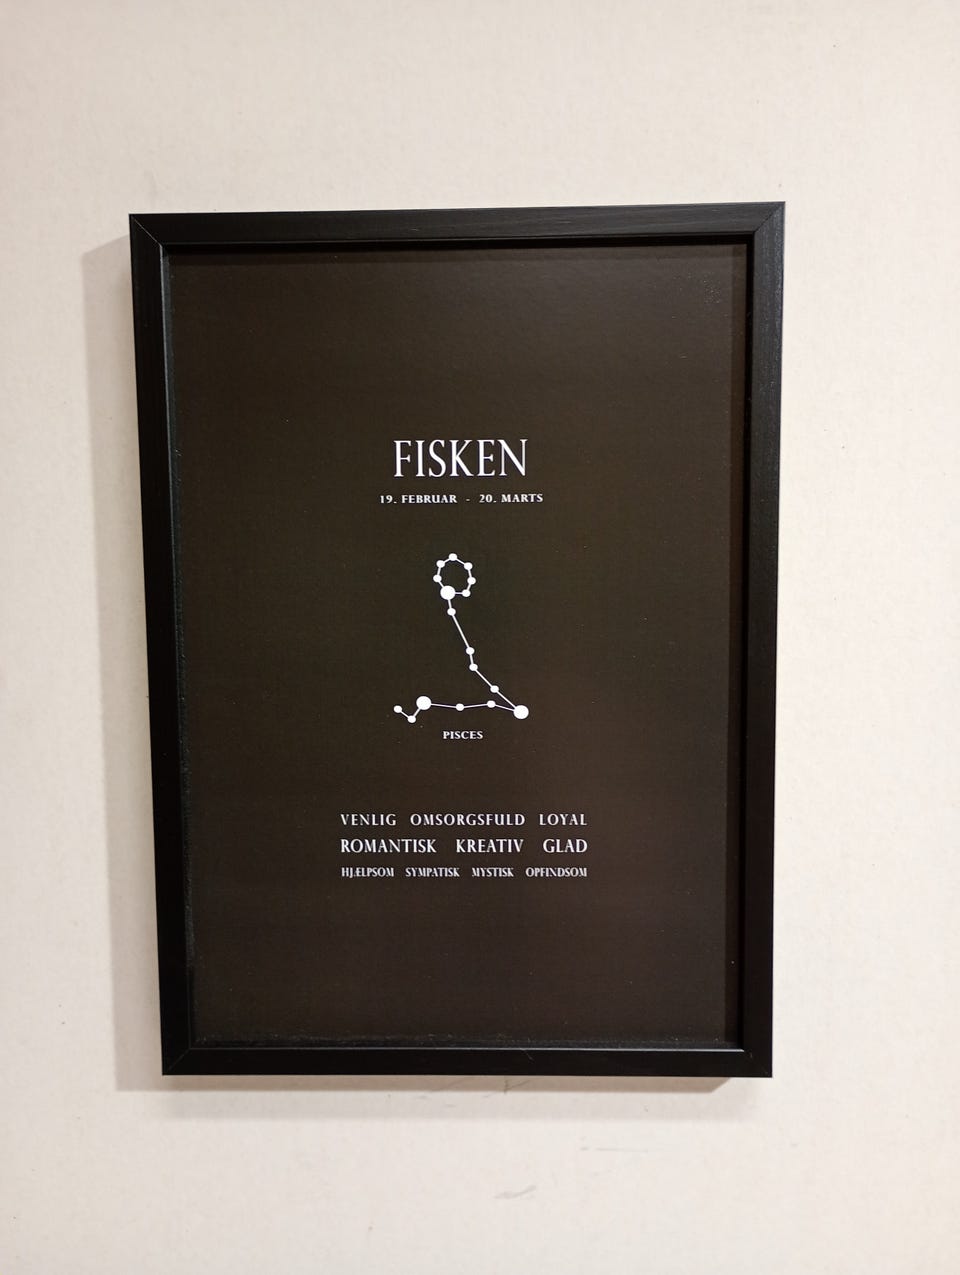 FISKEN
19. FEBRUAR - 20. MARTS
PISCES
VENLIG OMSORGSFULD LOYAL
ROMANTISK KREATIV GLAD
HJÆLPSOM SYMPATISK MYSTISK OPFINDSOM